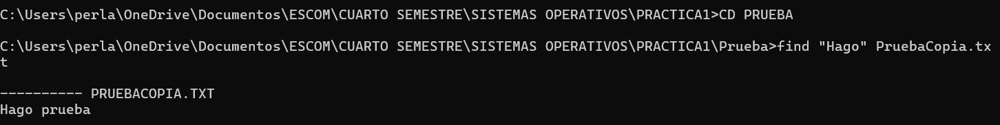 C:\Users\perla\OneDrive\Documentos\ESCOM\CUARTO SEMESTRE\SISTEMAS OPERATIVOS\PRACTICA1>CD PRUEBA
C:\Users\perla\OneDrive\Documentos\ESCOM\CUARTO SEMESTRE\SISTEMAS OPERATIVOS\PRACTICA1\Prueba>find "Hago" PruebaCopia.tx
t
---------- PRUEBACOPIA.TXT
Hago prueba